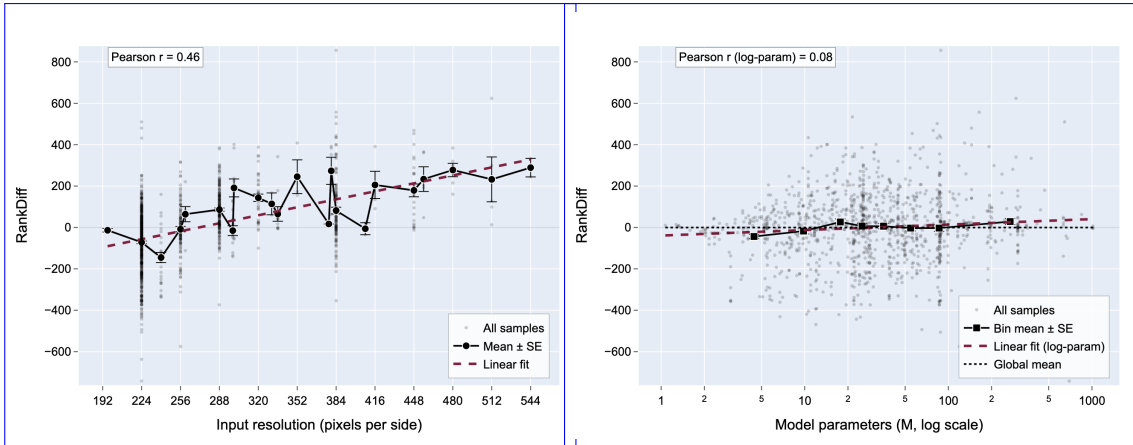 Pearson r = 0.46
RankDiff
800
600
400
200
0
−200
−400
−600
192 224 256 288 320 352 384 416 448 480 512 544
Input resolution (pixels per side)
All samples
Mean ± SE
Linear fit
Pearson r (log-param) = 0.08
RankDiff
800
600
400
200
0
−200
−400
−600
1 2 5 10 2 5 100 2 5 1000
Model parameters (M, log scale)
All samples
Bin mean ± SE
Linear fit (log-param)
Global mean